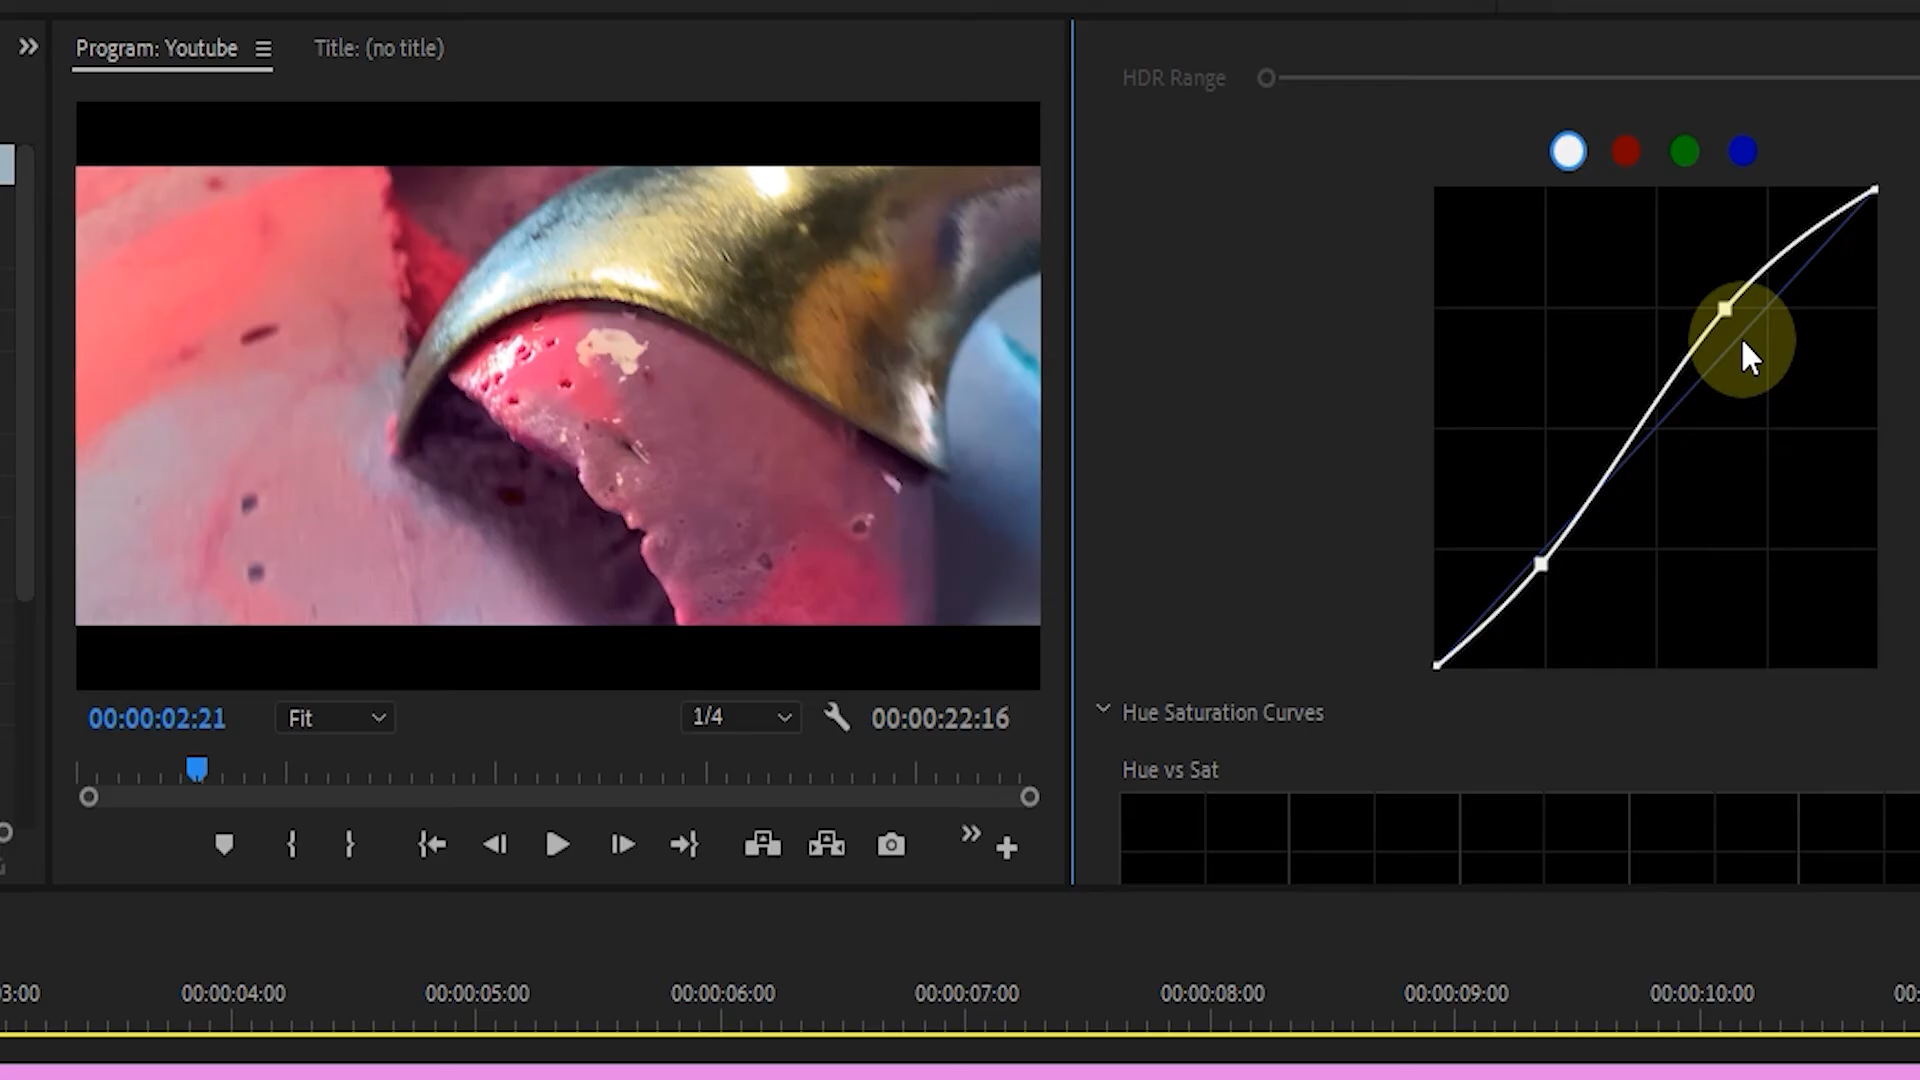 Program: Youtube
Title: (no title)
HDR Range
00:00:02:21
Fit
1/4
00:00:22:16
Hue Saturation Curves
Hue vs Sat
3:00
00:00:04:00
00:00:05:00
00:00:06:00
00:00:07:00
00:00:08:00
00:00:09:00
00:00:10:00
00: